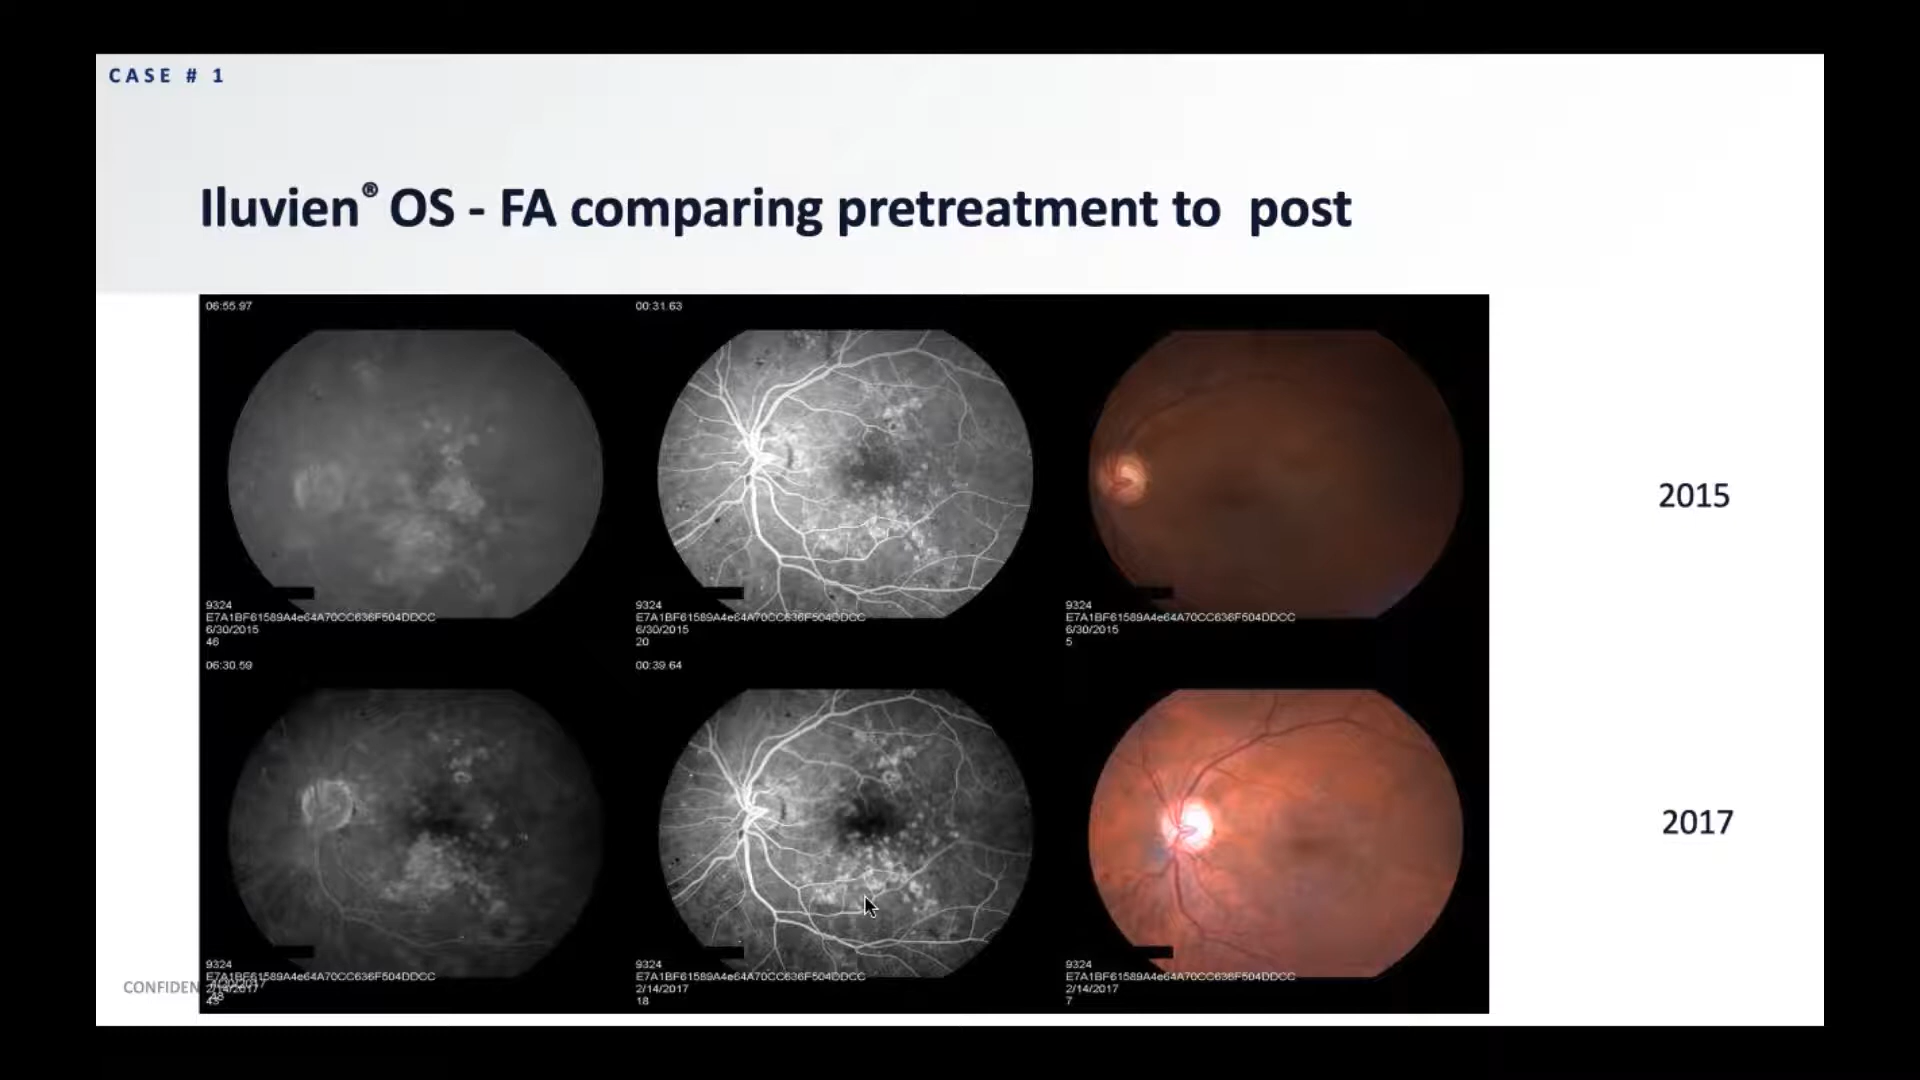 CASE # 1
Iluvien® OS - FA comparing pretreatment to post
06:55.97
00:31.63
9324
E7A1BF61589A4e64A70CC636F504DDCC
6/30/2015
46
9324
E7A1BF61589A4e64A70CC636F504DDCC
6/30/2015
20
9324
E7A1BF61589A4e64A70CC636F504DDCC
6/30/2015
5
2015
06:30.59
00:39.64
9324
E7A1BF61589A4e64A70CC636F504DDCC
2/14/2017
43
9324
E7A1BF61589A4e64A70CC636F504DDCC
2/14/2017
18
9324
E7A1BF61589A4e64A70CC636F504DDCC
2/14/2017
7
2017
CONFIDEN